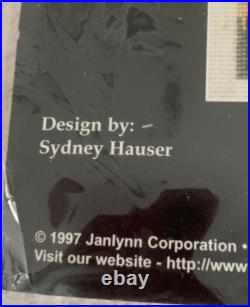 Design by:
Sydney Hauser
© 1997 Janlynn Corporation •
Visit our website - http://www